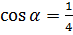 cos α = 1/4